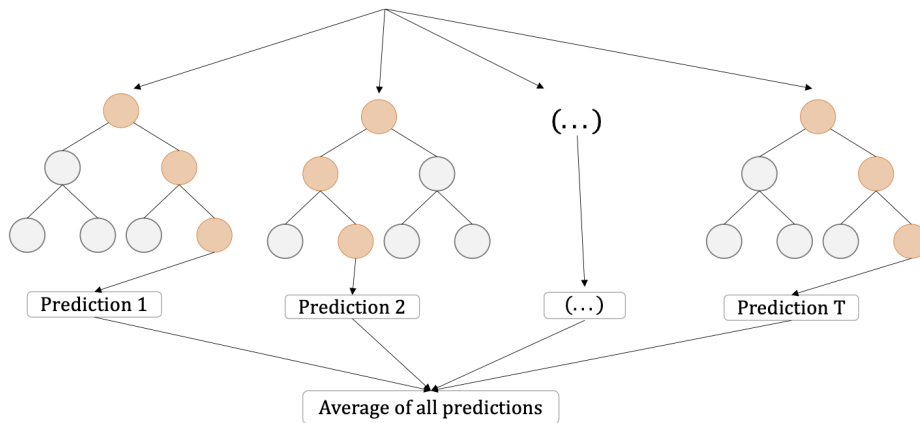 (...)
Prediction 1
Prediction 2
(...)
Prediction T
Average of all predictions